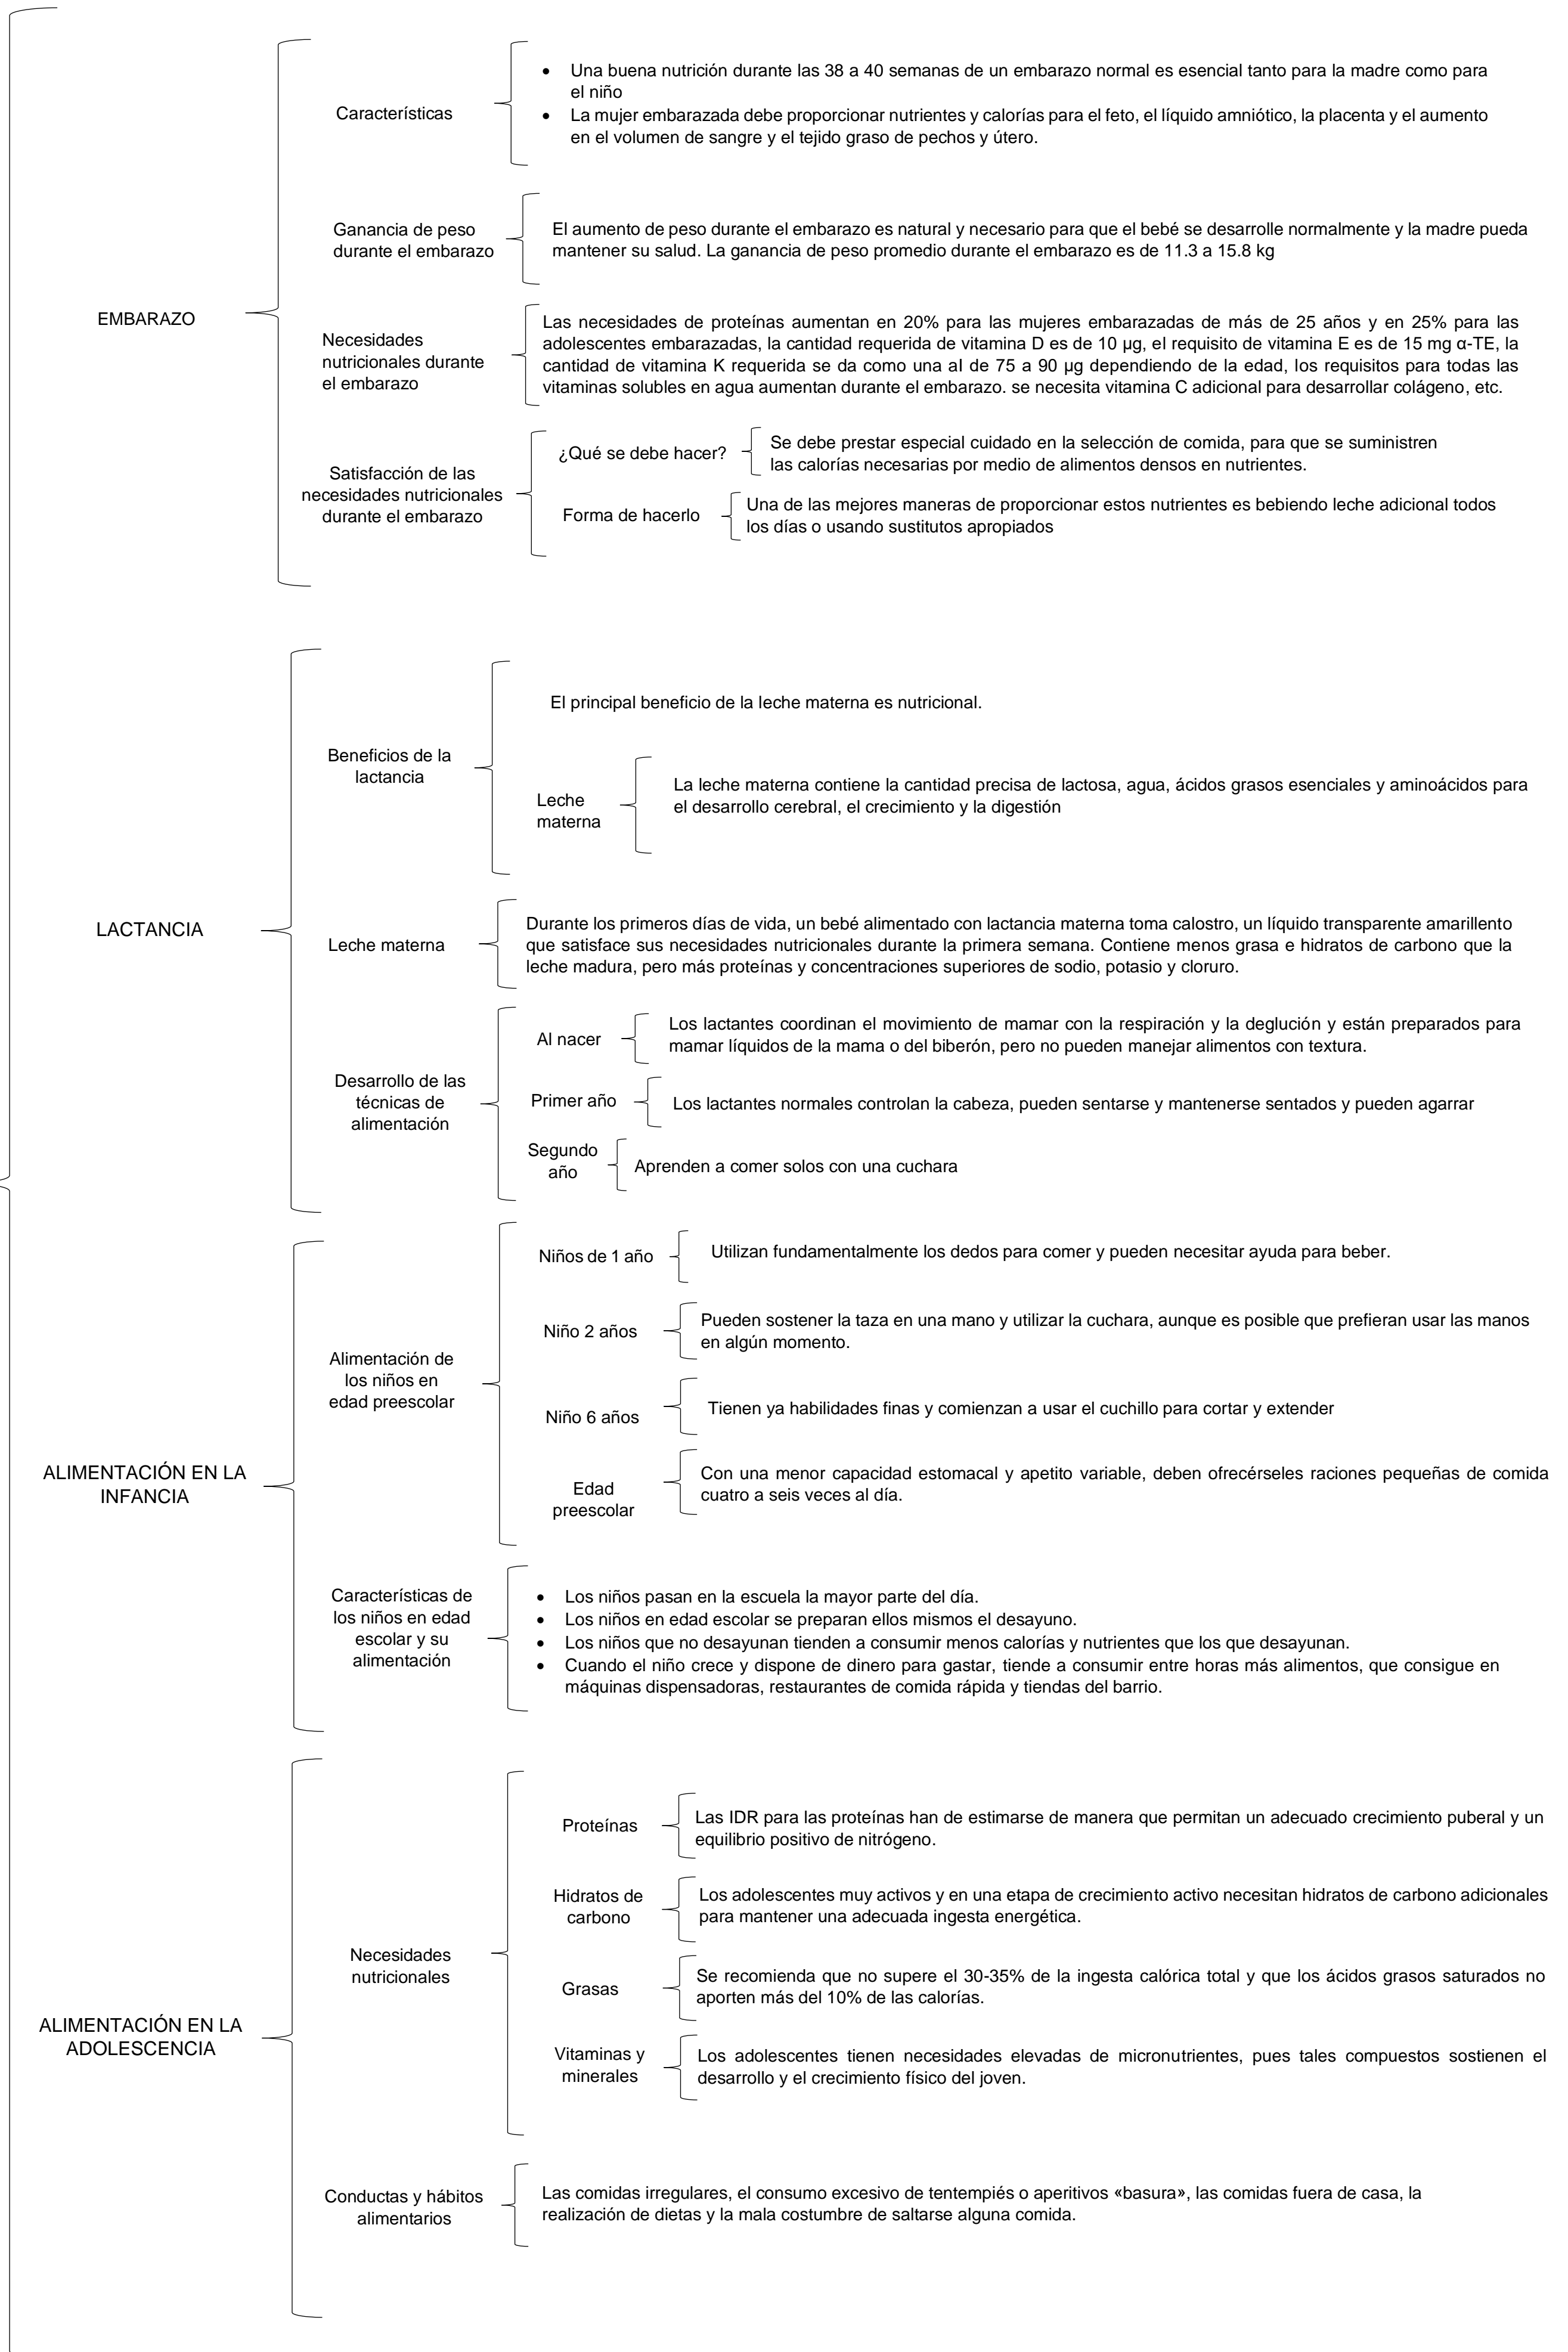 EMBARAZO
Características
• Una buena nutrición durante las 38 a 40 semanas de un embarazo normal es esencial tanto para la madre como para
el niño
• La mujer embarazada debe proporcionar nutrientes y calorías para el feto, el líquido amniótico, la placenta y el aumento
en el volumen de sangre y el tejido graso de pechos y útero.
Ganancia de peso
durante el embarazo
El aumento de peso durante el embarazo es natural y necesario para que el bebé se desarrolle normalmente y la madre pueda
mantener su salud. La ganancia de peso promedio durante el embarazo es de 11.3 a 15.8 kg
Necesidades
nutricionales durante
el embarazo
Las necesidades de proteínas aumentan en 20% para las mujeres embarazadas de más de 25 años y en 25% para las
adolescentes embarazadas, la cantidad requerida de vitamina D es de 10 µg, el requisito de vitamina E es de 15 mg α-TE, la
cantidad de vitamina K requerida se da como una aI de 75 a 90 µg dependiendo de la edad, los requisitos para todas las
vitaminas solubles en agua aumentan durante el embarazo. se necesita vitamina C adicional para desarrollar colágeno, etc.
Satisfacción de las
necesidades nutricionales
durante el embarazo
¿Qué se debe hacer?
Se debe prestar especial cuidado en la selección de comida, para que se suministren
las calorías necesarias por medio de alimentos densos en nutrientes.
Forma de hacerlo
Una de las mejores maneras de proporcionar estos nutrientes es bebiendo leche adicional todos
los días o usando sustitutos apropiados
LACTANCIA
Beneficios de la
lactancia
El principal beneficio de la leche materna es nutricional.
Leche
materna
La leche materna contiene la cantidad precisa de lactosa, agua, ácidos grasos esenciales y aminoácidos para
el desarrollo cerebral, el crecimiento y la digestión
Leche materna
Durante los primeros días de vida, un bebé alimentado con lactancia materna toma calostro, un líquido transparente amarillento
que satisface sus necesidades nutricionales durante la primera semana. Contiene menos grasa e hidratos de carbono que la
leche madura, pero más proteínas y concentraciones superiores de sodio, potasio y cloruro.
Desarrollo de las
técnicas de
alimentación
Al nacer
Los lactantes coordinan el movimiento de mamar con la respiración y la deglución y están preparados para
mamar líquidos de la mama o del biberón, pero no pueden manejar alimentos con textura.
Primer año
Los lactantes normales controlan la cabeza, pueden sentarse y mantenerse sentados y pueden agarrar
Segundo
año
Aprenden a comer solos con una cuchara
ALIMENTACIÓN EN LA
INFANCIA
Alimentación de
los niños en
edad preescolar
Niños de 1 año
Utilizan fundamentalmente los dedos para comer y pueden necesitar ayuda para beber.
Niño 2 años
Pueden sostener la taza en una mano y utilizar la cuchara, aunque es posible que prefieran usar las manos
en algún momento.
Niño 6 años
Tienen ya habilidades finas y comienzan a usar el cuchillo para cortar y extender
Edad
preescolar
Con una menor capacidad estomacal y apetito variable, deben ofrecérseles raciones pequeñas de comida
cuatro a seis veces al día.
Características de
los niños en edad
escolar y su
alimentación
• Los niños pasan en la escuela la mayor parte del día.
• Los niños en edad escolar se preparan ellos mismos el desayuno.
• Los niños que no desayunan tienden a consumir menos calorías y nutrientes que los que desayunan.
• Cuando el niño crece y dispone de dinero para gastar, tiende a consumir entre horas más alimentos, que consigue en
máquinas dispensadoras, restaurantes de comida rápida y tiendas del barrio.
ALIMENTACIÓN EN LA
ADOLESCENCIA
Necesidades
nutricionales
Proteínas
Las IDR para las proteínas han de estimarse de manera que permitan un adecuado crecimiento puberal y un
equilibrio positivo de nitrógeno.
Hidratos de
carbono
Los adolescentes muy activos y en una etapa de crecimiento activo necesitan hidratos de carbono adicionales
para mantener una adecuada ingesta energética.
Grasas
Se recomienda que no supere el 30-35% de la ingesta calórica total y que los ácidos grasos saturados no
aporten más del 10% de las calorías.
Vitaminas y
minerales
Los adolescentes tienen necesidades elevadas de micronutrientes, pues tales compuestos sostienen el
desarrollo y el crecimiento físico del joven.
Conductas y hábitos
alimentarios
Las comidas irregulares, el consumo excesivo de tentempiés o aperitivos «basura», las comidas fuera de casa, la
realización de dietas y la mala costumbre de saltarse alguna comida.